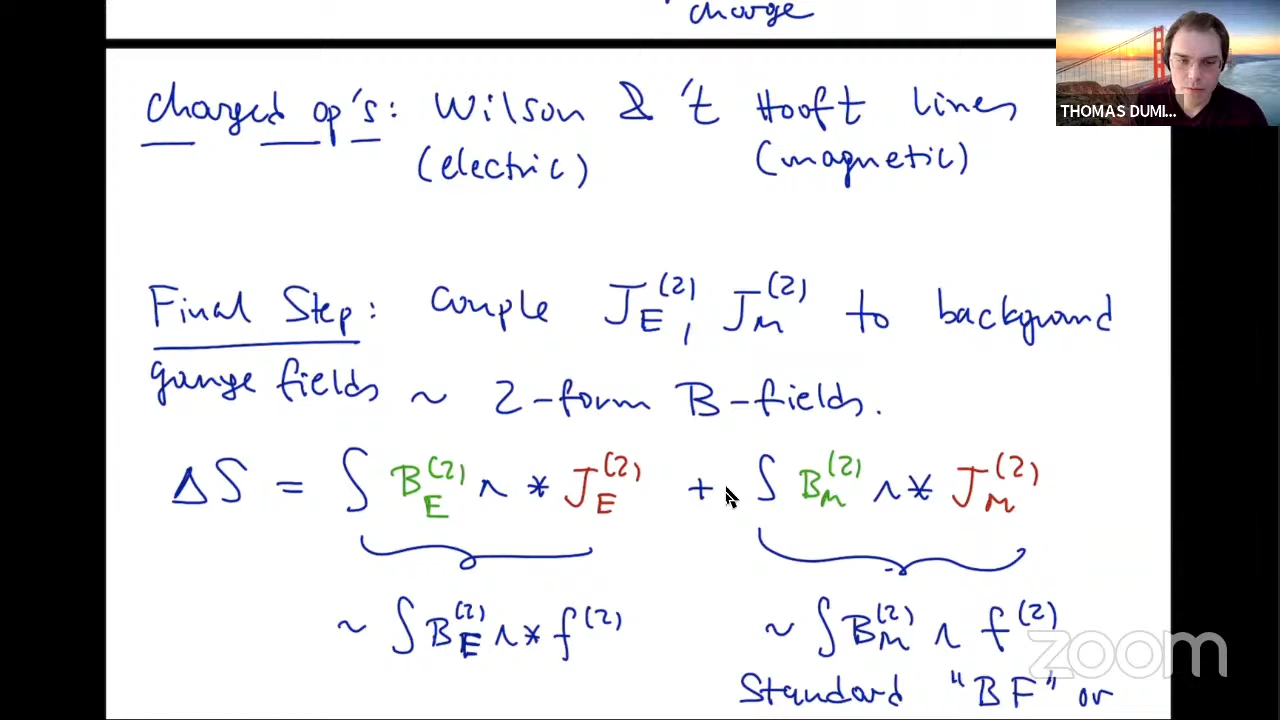 charge
THOMAS DUMI...
charged op's: Wilson & 't Hooft lines
(electric) (magnetic)
Final Step: couple J_E^(2), J_M^(2) to background
gauge fields ~ 2-form B-fields.
ΔS = ∫ B_E^(2) ∧ * J_E^(2) + ∫ B_M^(2) ∧ * J_M^(2)
~ ∫ B_E^(2) ∧ * f^(2) ~ ∫ B_M^(2) ∧ f^(2)
zoom
Standard "BF" or